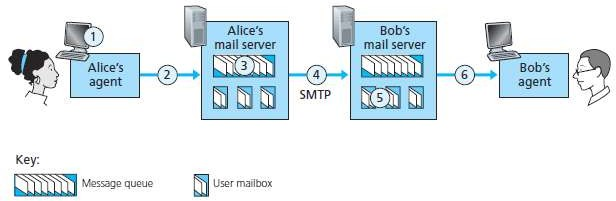 1
Alice's
agent
2
Alice's
mail server
3
4
SMTP
Bob's
mail server
5
6
Bob's
agent
Key:
Message queue
User mailbox